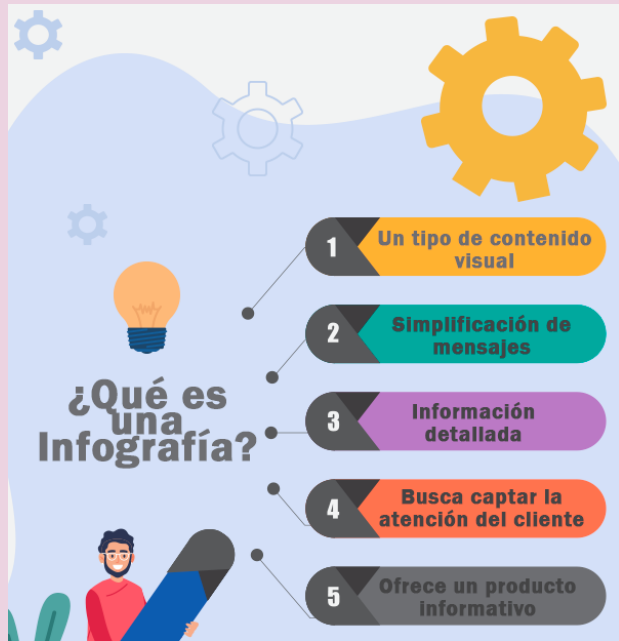 ¿Qué es
una
Infografía?
1
Un tipo de contenido
visual
2
Simplificación de
mensajes
3
Información
detallada
4
Busca captar la
atención del cliente
5
Ofrece un producto
informativo